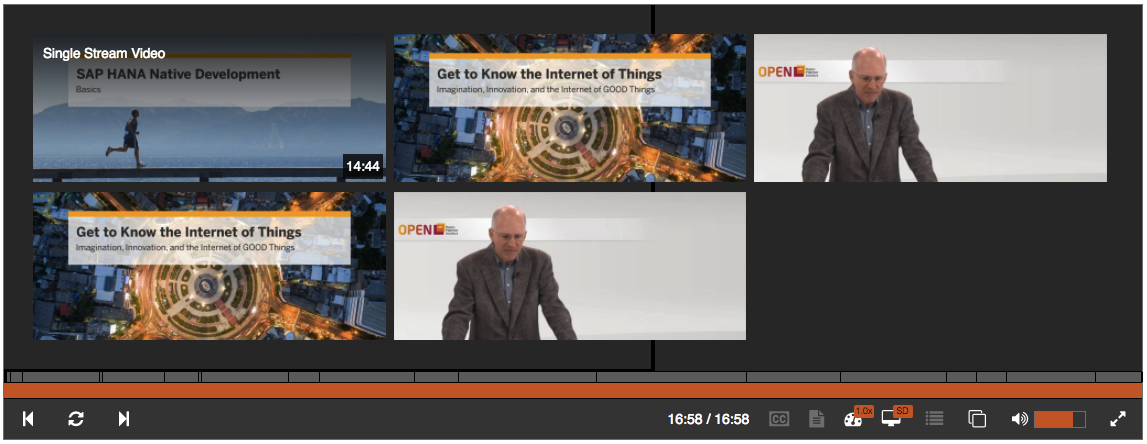 Single Stream Video
SAP HANA Native Development
Basics
14:44
Get to Know the Internet of Things
Imagination, Innovation, and the Internet of GOOD Things
OPEN
Get to Know the Internet of Things
Imagination, Innovation, and the Internet of GOOD Things
OPEN
16:58 / 16:58
CC
1.0x
SD